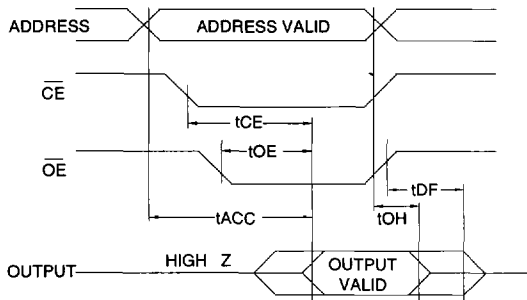 ADDRESS
ADDRESS VALID
CE
tCE
OE
tOE
tDF
tOH
tACC
OUTPUT
HIGH Z
OUTPUT
VALID